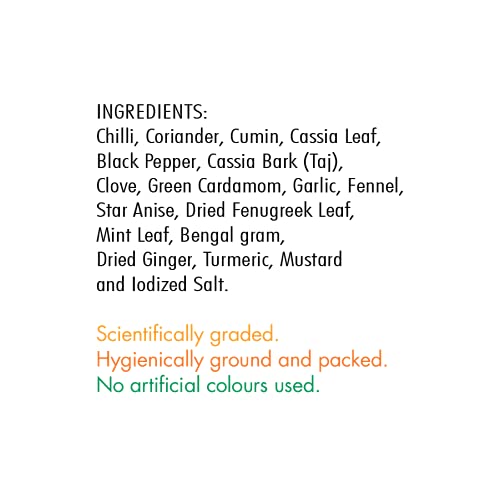 INGREDIENTS:
Chilli, Coriander, Cumin, Cassia Leaf,
Black Pepper, Cassia Bark (Taj),
Clove, Green Cardamom, Garlic, Fennel,
Star Anise, Dried Fenugreek Leaf,
Mint Leaf, Bengal gram,
Dried Ginger, Turmeric, Mustard
and Iodized Salt.
Scientifically graded.
Hygienically ground and packed.
No artificial colours used.